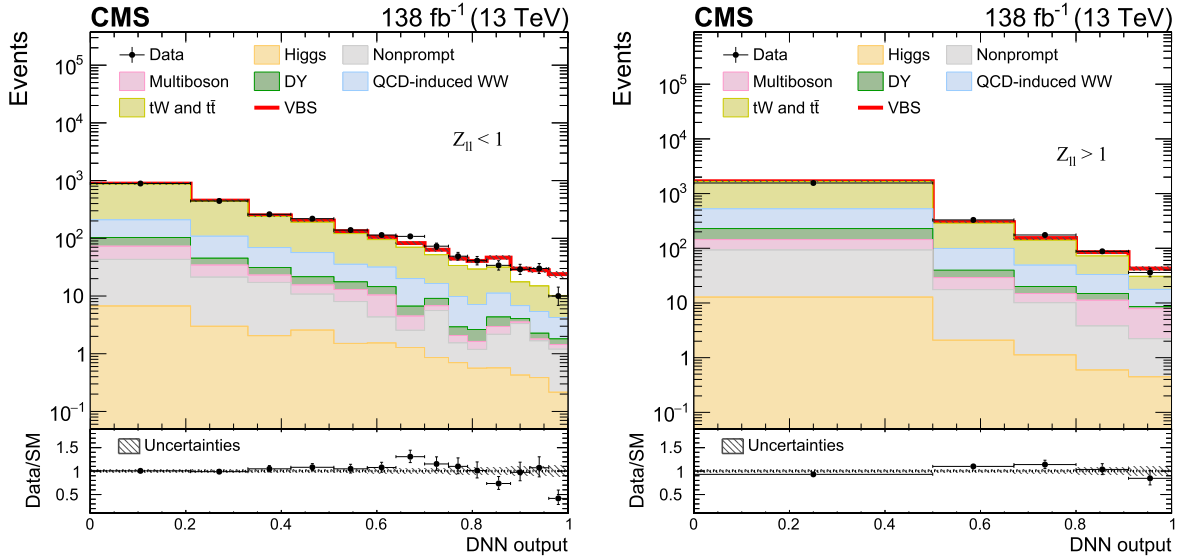 CMS 138 fb⁻¹ (13 TeV)
Events
10⁵
10⁴
10³
10²
10
1
10⁻¹
Data Higgs Nonprompt
Multiboson DY QCD-induced WW
tW and tt̄ VBS
Z_ll < 1
Data/SM
1.5
1
0.5
Uncertainties
0 0.2 0.4 0.6 0.8 1
DNN output
CMS 138 fb⁻¹ (13 TeV)
Events
10⁵
10⁴
10³
10²
10
1
10⁻¹
Data Higgs Nonprompt
Multiboson DY QCD-induced WW
tW and tt̄ VBS
Z_ll > 1
Data/SM
1.5
1
0.5
Uncertainties
0 0.2 0.4 0.6 0.8 1
DNN output